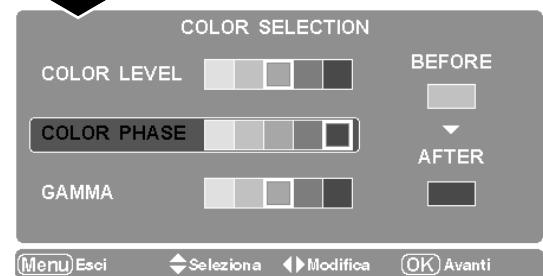 COLOR SELECTION
COLOR LEVEL
BEFORE
COLOR PHASE
AFTER
GAMMA
Menu Esci Seleziona Modifica OK Avanti